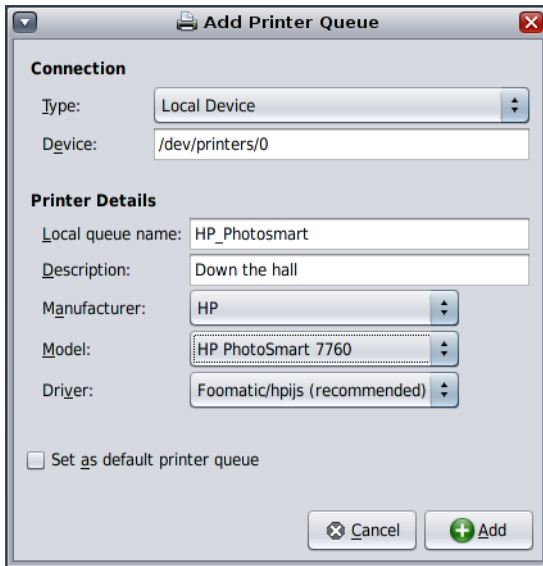 Add Printer Queue
Connection
Type: Local Device
Device: /dev/printers/0
Printer Details
Local queue name: HP_Photosmart
Description: Down the hall
Manufacturer: HP
Model: HP PhotoSmart 7760
Driver: Foomatic/hpijs (recommended)
Set as default printer queue
Cancel Add